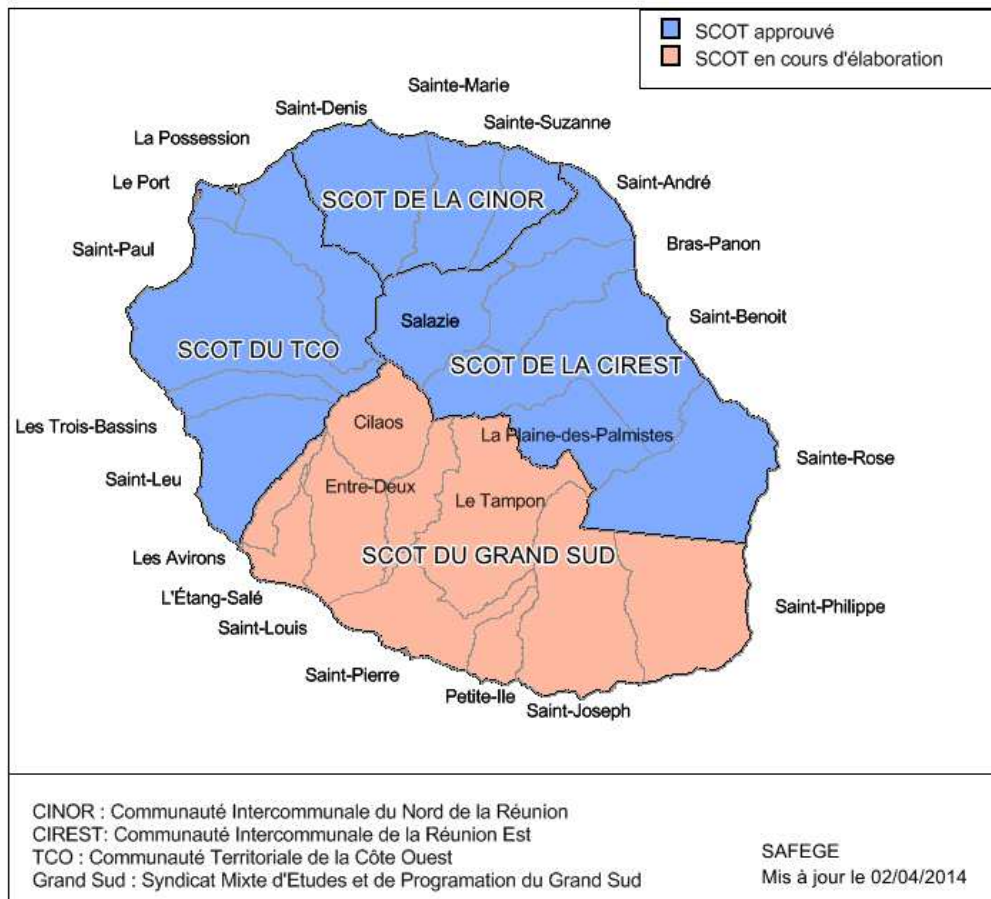 SCOT approuvé
SCOT en cours d'élaboration
Sainte-Marie
Saint-Denis
Sainte-Suzanne
La Possession
Le Port
Saint-André
SCOT DE LA CINOR
Saint-Paul
Bras-Panon
Saint-Benoit
Salazie
SCOT DU TCO
SCOT DE LA CIREST
Cilaos
Les Trois-Bassins
La Plaine-des-Palmistes
Sainte-Rose
Saint-Leu
Entre-Deux
Le Tampon
Les Avirons
SCOT DU GRAND SUD
L'Étang-Salé
Saint-Philippe
Saint-Louis
Saint-Pierre
Petite-Ile
Saint-Joseph
CINOR : Communauté Intercommunale du Nord de la Réunion
CIREST: Communauté Intercommunale de la Réunion Est
TCO : Communauté Territoriale de la Côte Ouest
Grand Sud : Syndicat Mixte d'Etudes et de Programation du Grand Sud
SAFEGE
Mis à jour le 02/04/2014